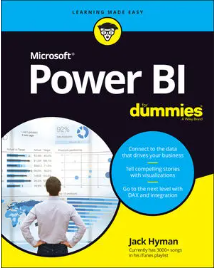 LEARNING MADE EASY
Microsoft®
Power BI
for
dummies
A Wiley Brand
92%
Connect to the data
that drives your business
Tell compelling stories
with visualizations
Go to the next level with
DAX and integration
Jack Hyman
Currently has 3000+ songs
in his iTunes playlist